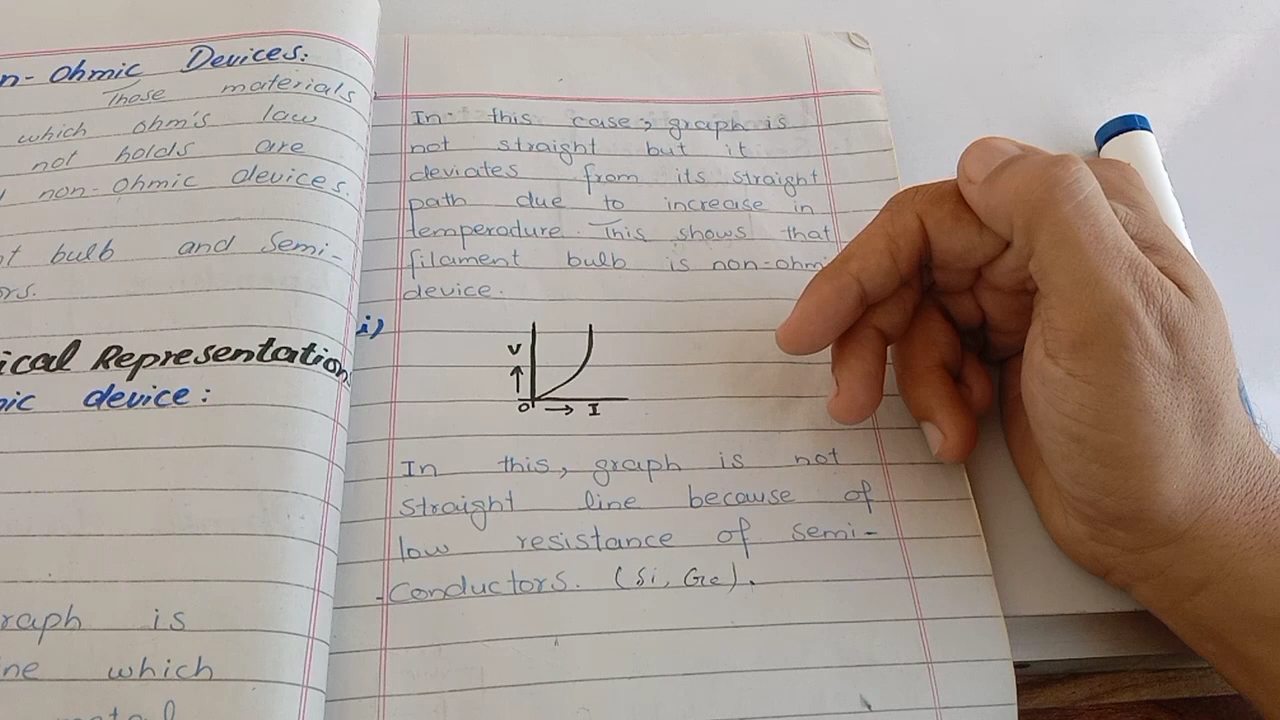 n-Ohmic Devices:
Those materials
which ohm's law
not holds are
non-Ohmic devices.
bulb and Semi-
ors.
ical Representation
ic device:
raph is
ne which
In this case, graph is
not straight but it
deviates from its straight
path due to increase in
temperadure. This shows that
filament bulb is non-ohm
device.
i)
V
O → I
In this, graph is not
straight line because of
low resistance of semi-
conductors. (Si, Ge).